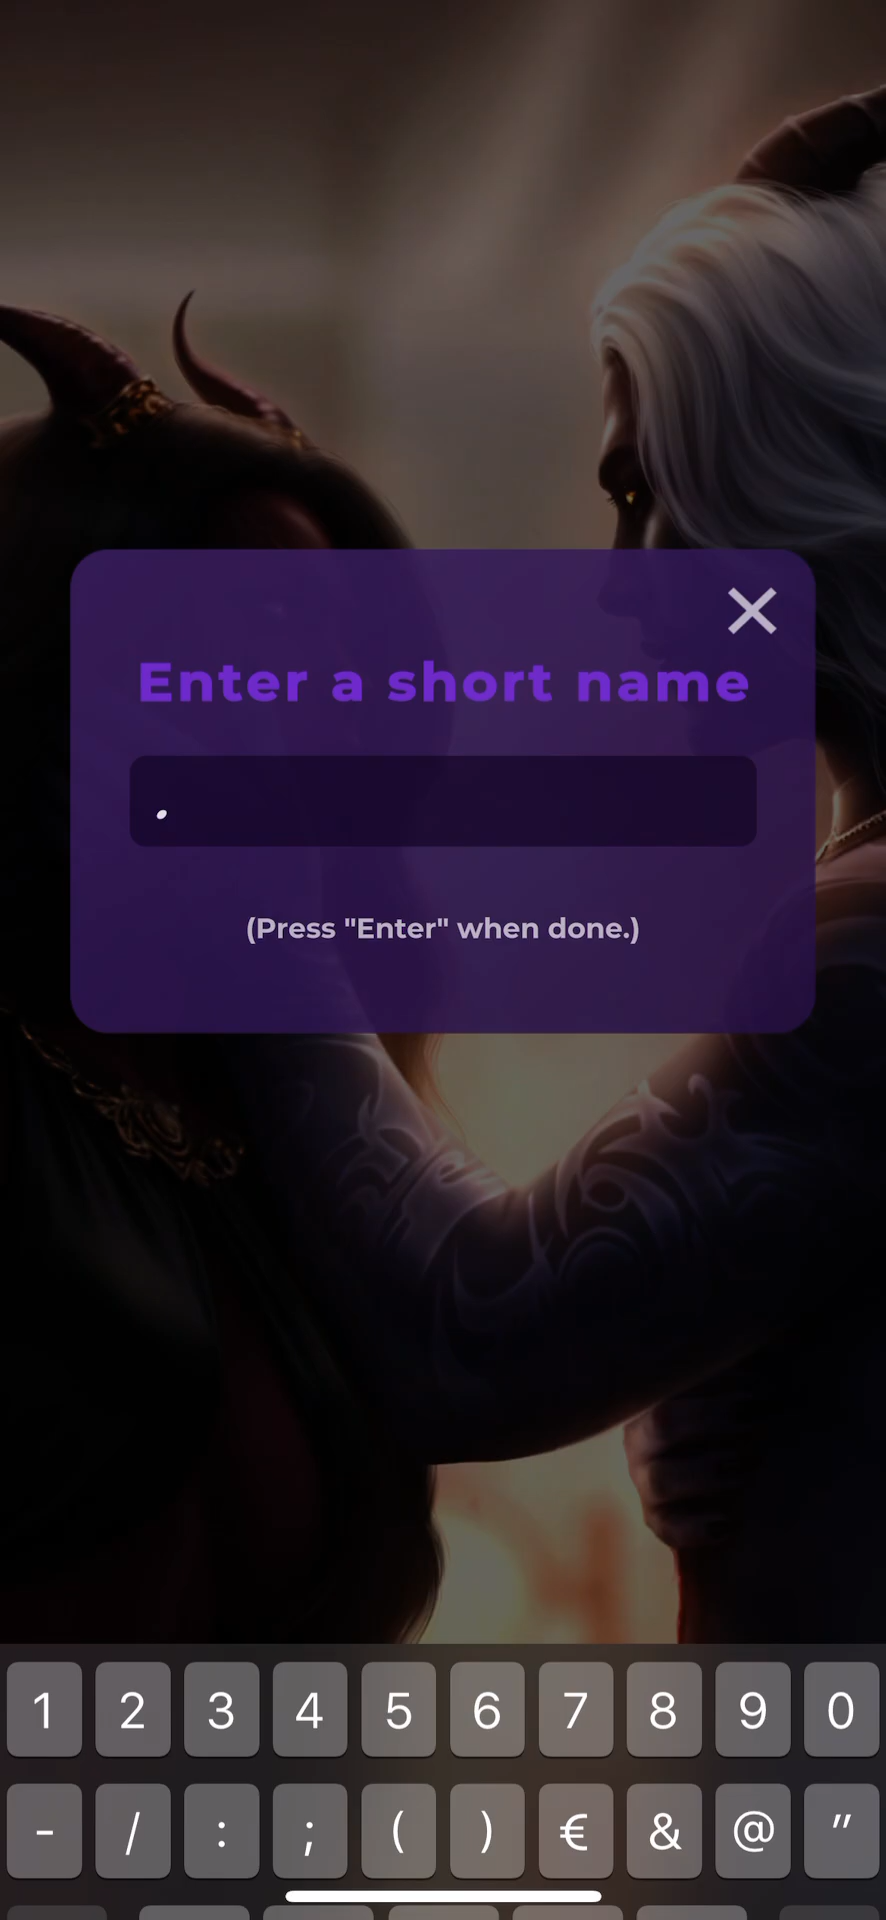 Enter a short name
.
(Press "Enter" when done.)
1 2 3 4 5 6 7 8 9 0
- / : ; ( ) € & @ "